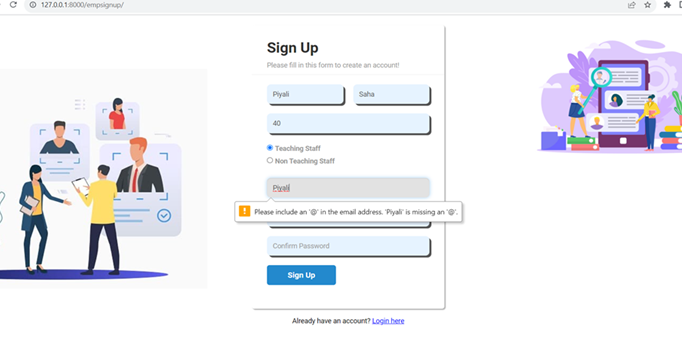 127.0.0.1:8000/empsignup/
Sign Up
Please fill in this form to create an account!
Piyali Saha
40
Teaching Staff
Non Teaching Staff
Piyali
Please include an '@' in the email address. 'Piyali' is missing an '@'.
Confirm Password
Sign Up
Already have an account? Login here